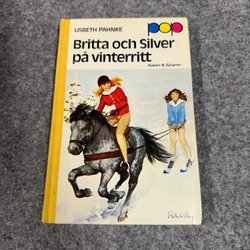 LISBETH PAHNKE
pop
Britta och Silver
på vinterritt
Rabén & Sjögren